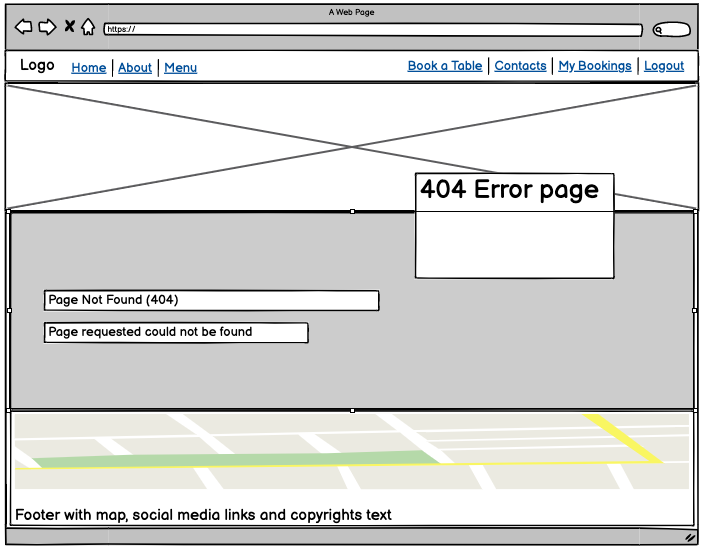 A Web Page
https://
Logo Home About Menu Book a Table Contacts My Bookings Logout
404 Error page
Page Not Found (404)
Page requested could not be found
Footer with map, social media links and copyrights text